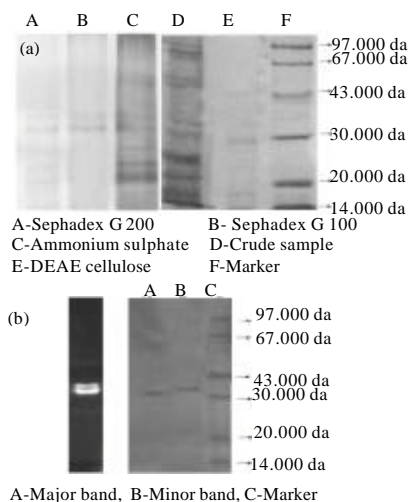 A B C D E F
(a)
97.000 da
67.000 da
43.000 da
30.000 da
20.000 da
14.000 da
A-Sephadex G 200 B- Sephadex G 100
C-Ammonium sulphate D-Crude sample
E-DEAE cellulose F-Marker
(b)
A B C
97.000 da
67.000 da
43.000 da
30.000 da
20.000 da
14.000 da
A-Major band, B-Minor band, C-Marker